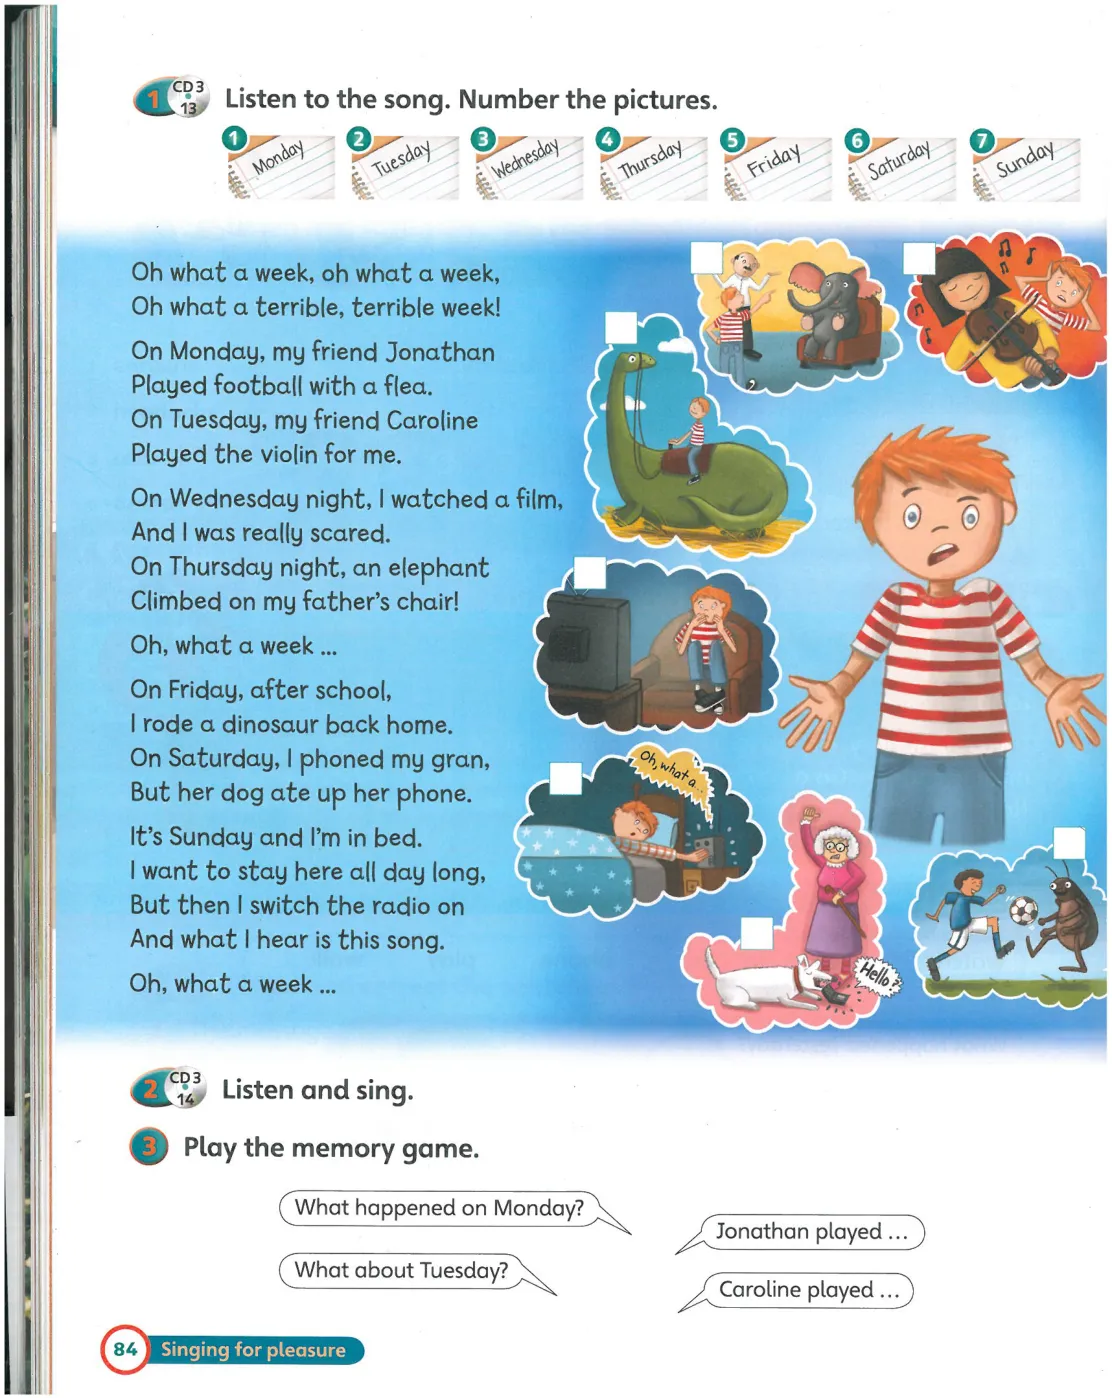 1 CD 3 13 Listen to the song. Number the pictures.
1 Monday
2 Tuesday
3 Wednesday
4 Thursday
5 Friday
6 Saturday
7 Sunday
Oh what a week, oh what a week,
Oh what a terrible, terrible week!
On Monday, my friend Jonathan
Played football with a flea.
On Tuesday, my friend Caroline
Played the violin for me.
On Wednesday night, I watched a film,
And I was really scared.
On Thursday night, an elephant
Climbed on my father's chair!
Oh, what a week ...
On Friday, after school,
I rode a dinosaur back home.
On Saturday, I phoned my gran,
But her dog ate up her phone.
It's Sunday and I'm in bed.
I want to stay here all day long,
But then I switch the radio on
And what I hear is this song.
Oh, what a week ...
Oh, what a...
Hello?
2 CD 3 14 Listen and sing.
3 Play the memory game.
What happened on Monday?
Jonathan played ...
What about Tuesday?
Caroline played ...
84 Singing for pleasure